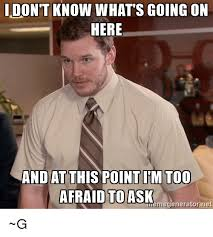 I DON'T KNOW WHAT'S GOING ON
HERE
AND AT THIS POINT I'M TOO
AFRAID TO ASK
memegenerator.net
~G